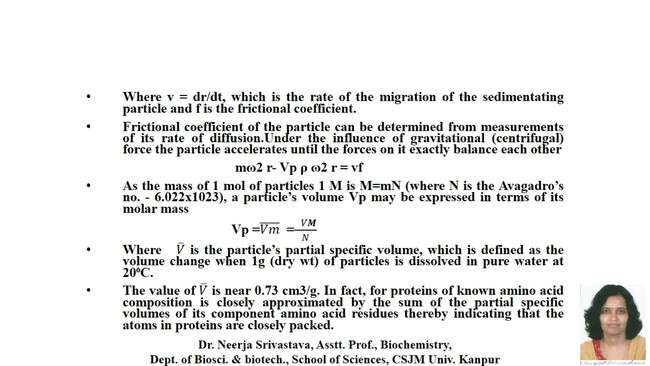 • Where v = dr/dt, which is the rate of the migration of the sedimentating
particle and f is the frictional coefficient.
• Frictional coefficient of the particle can be determined from measurements
of its rate of diffusion.Under the influence of gravitational (centrifugal)
force the particle accelerates until the forces on it exactly balance each other
mω2 r- Vp ρ ω2 r = vf
• As the mass of 1 mol of particles 1 M is M=mN (where N is the Avagadro's
no. - 6.022x1023), a particle's volume Vp may be expressed in terms of its
molar mass
Vp =V̅m̅ = V̅M/N
• Where V̅ is the particle's partial specific volume, which is defined as the
volume change when 1g (dry wt) of particles is dissolved in pure water at
20ºC.
• The value of V̅ is near 0.73 cm3/g. In fact, for proteins of known amino acid
composition is closely approximated by the sum of the partial specific
volumes of its component amino acid residues thereby indicating that the
atoms in proteins are closely packed.
Dr. Neerja Srivastava, Asstt. Prof., Biochemistry,
Dept. of Biosci. & biotech., School of Sciences, CSJM Univ. Kanpur